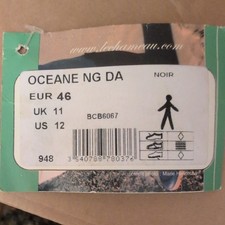 www.lechameau.com
OCEANE NG DA
NOIR
EUR 46
UK 11
US 12
BCB6067
948